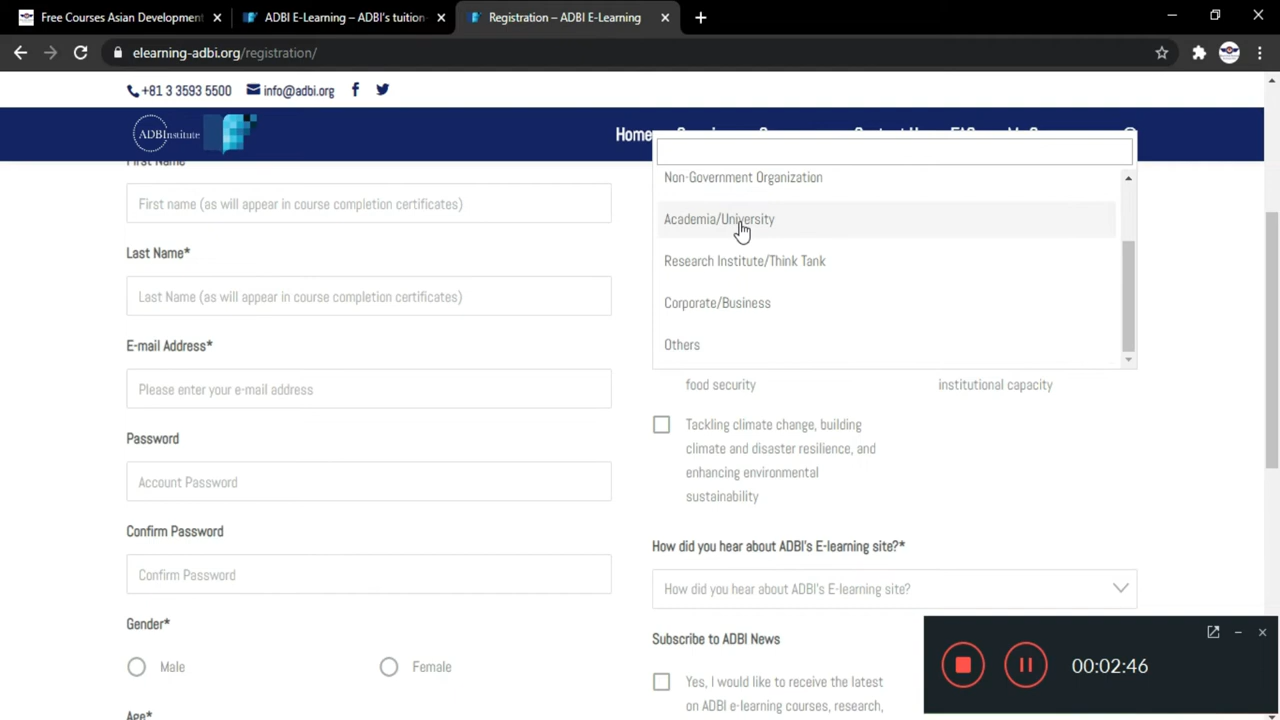 Free Courses Asian Development
ADBI E-Learning – ADBI's tuition-
Registration – ADBI E-Learning
elearning-adbi.org/registration/
+81 3 3593 5500
info@adbi.org
ADBInstitute
Home
First Name
First name (as will appear in course completion certificates)
Last Name*
Last Name (as will appear in course completion certificates)
E-mail Address*
Please enter your e-mail address
Password
Account Password
Confirm Password
Confirm Password
Gender*
Male
Female
Age*
Non-Government Organization
Academia/University
Research Institute/Think Tank
Corporate/Business
Others
food security
institutional capacity
Tackling climate change, building
climate and disaster resilience, and
enhancing environmental
sustainability
How did you hear about ADBI's E-learning site?*
How did you hear about ADBI's E-learning site?
Subscribe to ADBI News
Yes, I would like to receive the latest
on ADBI e-learning courses, research,
00:02:46